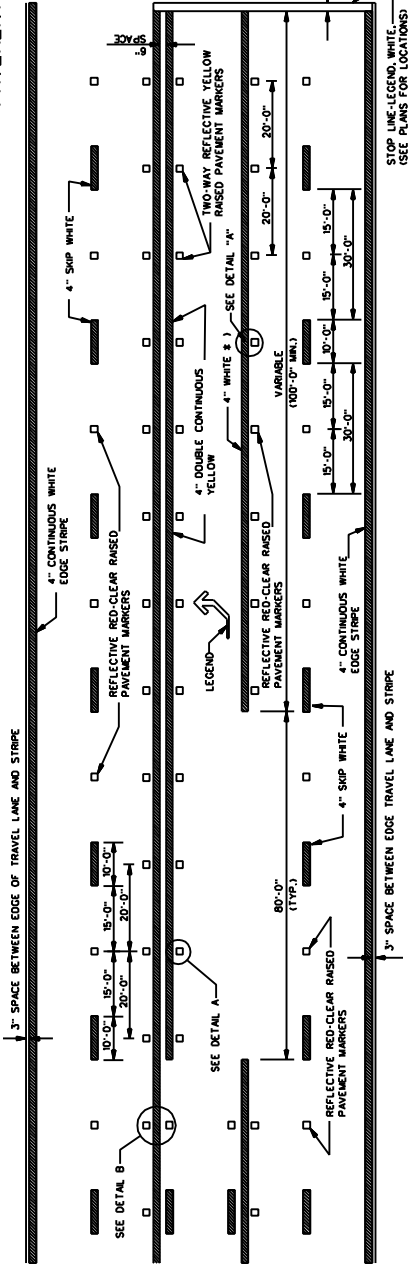 3" SPACE BETWEEN EDGE OF TRAVEL LANE AND STRIPE
4" CONTINUOUS WHITE
EDGE STRIPE
4" SKIP WHITE
10'-0"
15'-0"
15'-0"
10'-0"
20'-0"
20'-0"
REFLECTIVE RED-CLEAR RAISED
PAVEMENT MARKERS
6"
SPACE
SEE DETAIL B
SEE DETAIL A
LEGEND
4" DOUBLE CONTINUOUS
YELLOW
TWO-WAY REFLECTIVE YELLOW
RAISED PAVEMENT MARKERS
4" WHITE * )
SEE DETAIL "A"
REFLECTIVE RED-CLEAR RAISED
PAVEMENT MARKERS
20'-0"
20'-0"
80'-0"
(TYP.)
VARIABLE
(100'-0" MIN.)
REFLECTIVE RED-CLEAR RAISED
PAVEMENT MARKERS
4" SKIP WHITE
15'-0"
15'-0"
10'-0"
15'-0"
15'-0"
30'-0"
30'-0"
4" CONTINUOUS WHITE
EDGE STRIPE
3" SPACE BETWEEN EDGE TRAVEL LANE AND STRIPE
STOP LINE-LEGEND, WHITE.
(SEE PLANS FOR LOCATIONS)